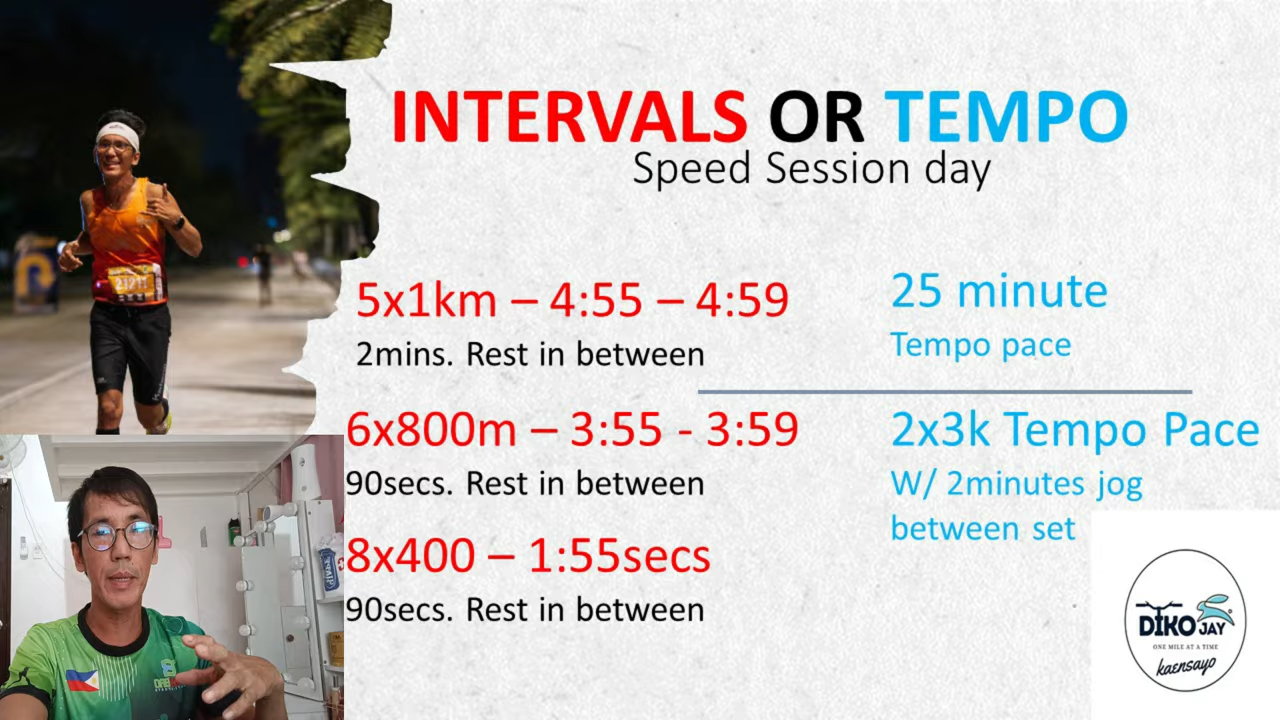 INTERVALS OR TEMPO
Speed Session day
5x1km – 4:55 – 4:59
2mins. Rest in between
6x800m – 3:55 - 3:59
90secs. Rest in between
8x400 – 1:55secs
90secs. Rest in between
25 minute
Tempo pace
2x3k Tempo Pace
W/ 2minutes jog
between set
DIKO JAY
ONE MILE AT A TIME
kaensayo